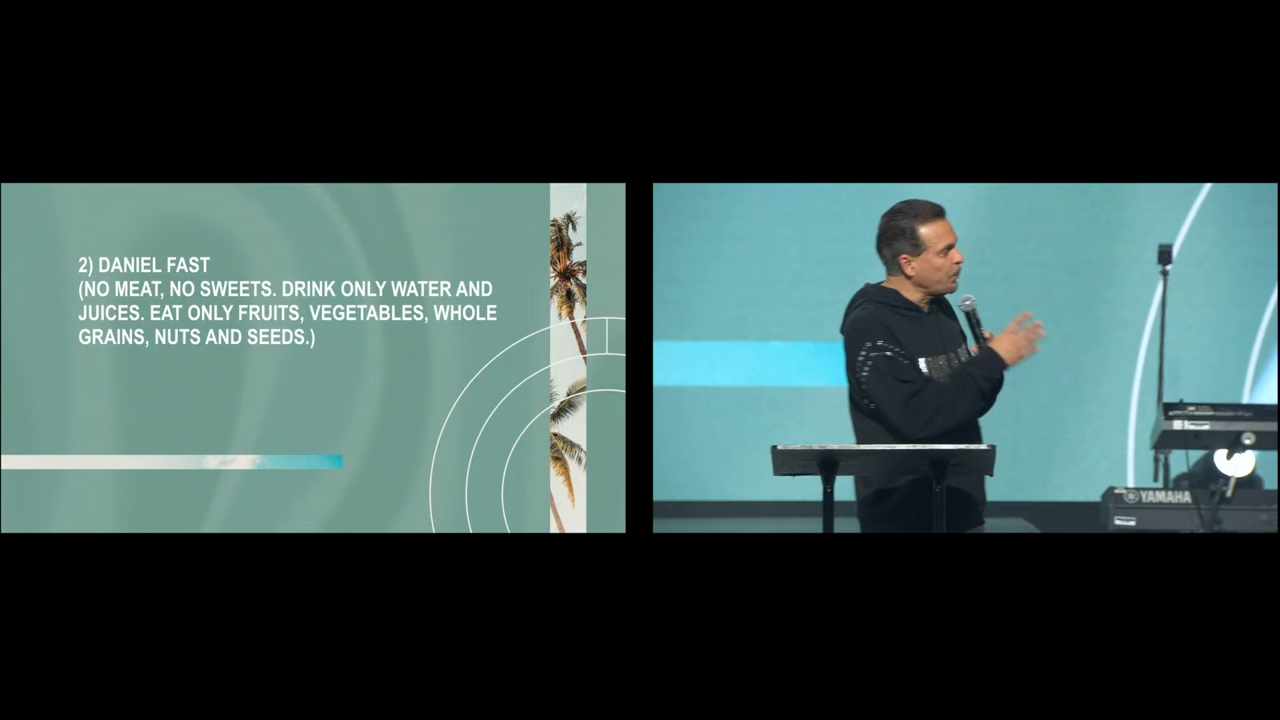 2) DANIEL FAST
(NO MEAT, NO SWEETS. DRINK ONLY WATER AND
JUICES. EAT ONLY FRUITS, VEGETABLES, WHOLE
GRAINS, NUTS AND SEEDS.)
YAMAHA